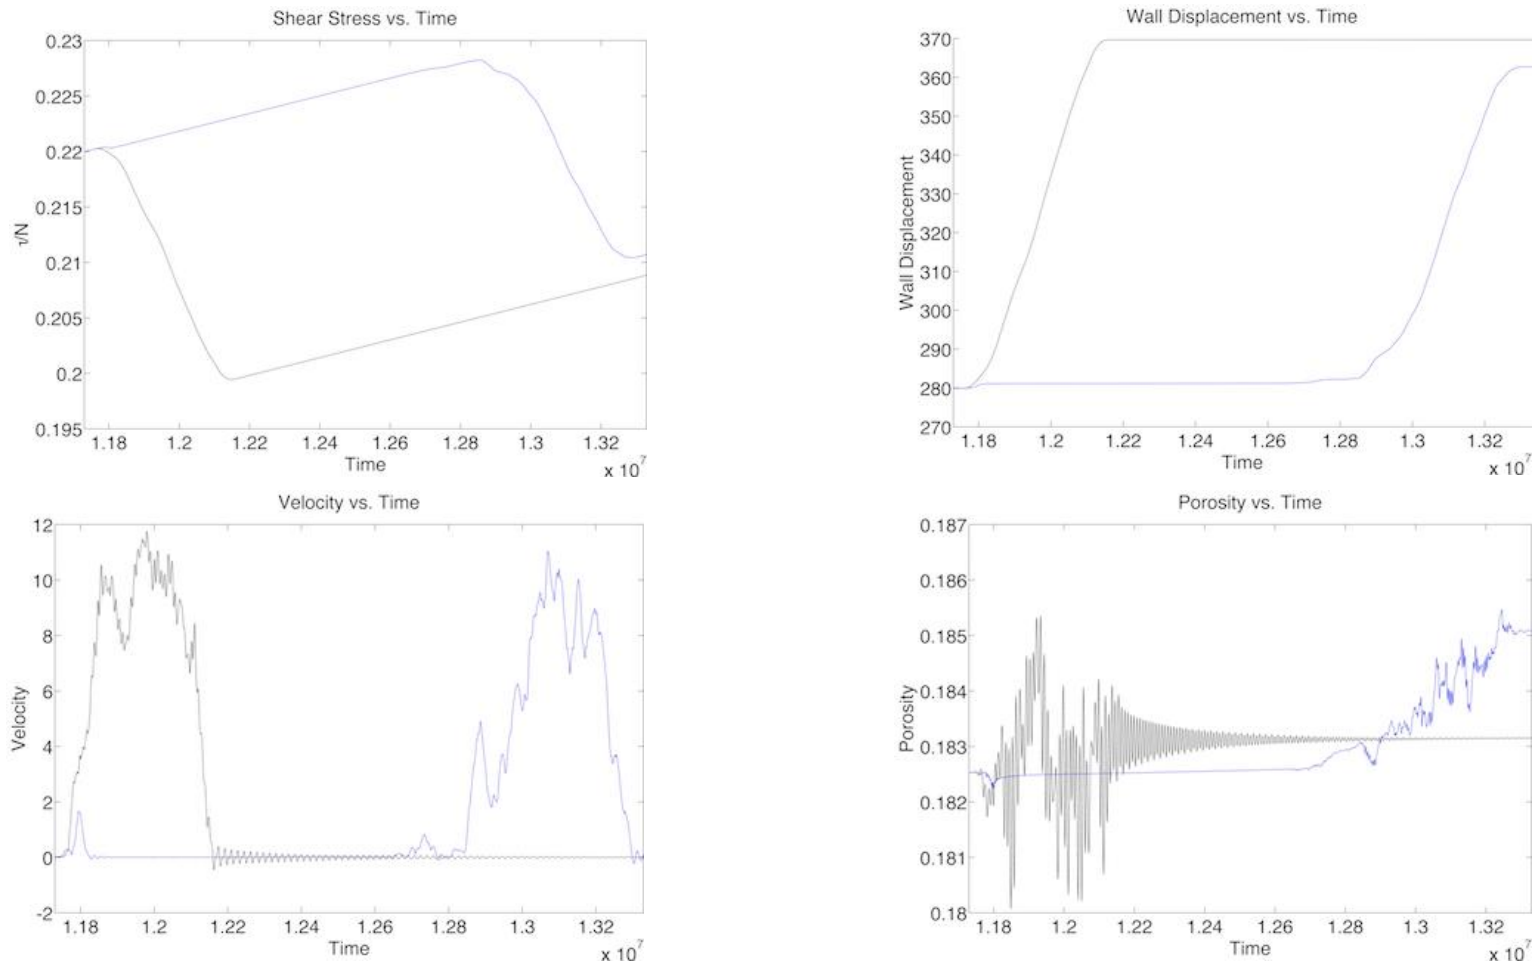 Shear Stress vs. Time
0.23
0.225
0.22
0.215
0.21
0.205
0.2
0.195
τ/N
1.18 1.2 1.22 1.24 1.26 1.28 1.3 1.32
Time
x 10^7
Wall Displacement vs. Time
370
360
350
340
330
320
310
300
290
280
270
Wall Displacement
1.18 1.2 1.22 1.24 1.26 1.28 1.3 1.32
Time
x 10^7
Velocity vs. Time
12
10
8
6
4
2
0
-2
Velocity
1.18 1.2 1.22 1.24 1.26 1.28 1.3 1.32
Time
x 10^7
Porosity vs. Time
0.187
0.186
0.185
0.184
0.183
0.182
0.181
0.18
Porosity
1.18 1.2 1.22 1.24 1.26 1.28 1.3 1.32
Time
x 10^7